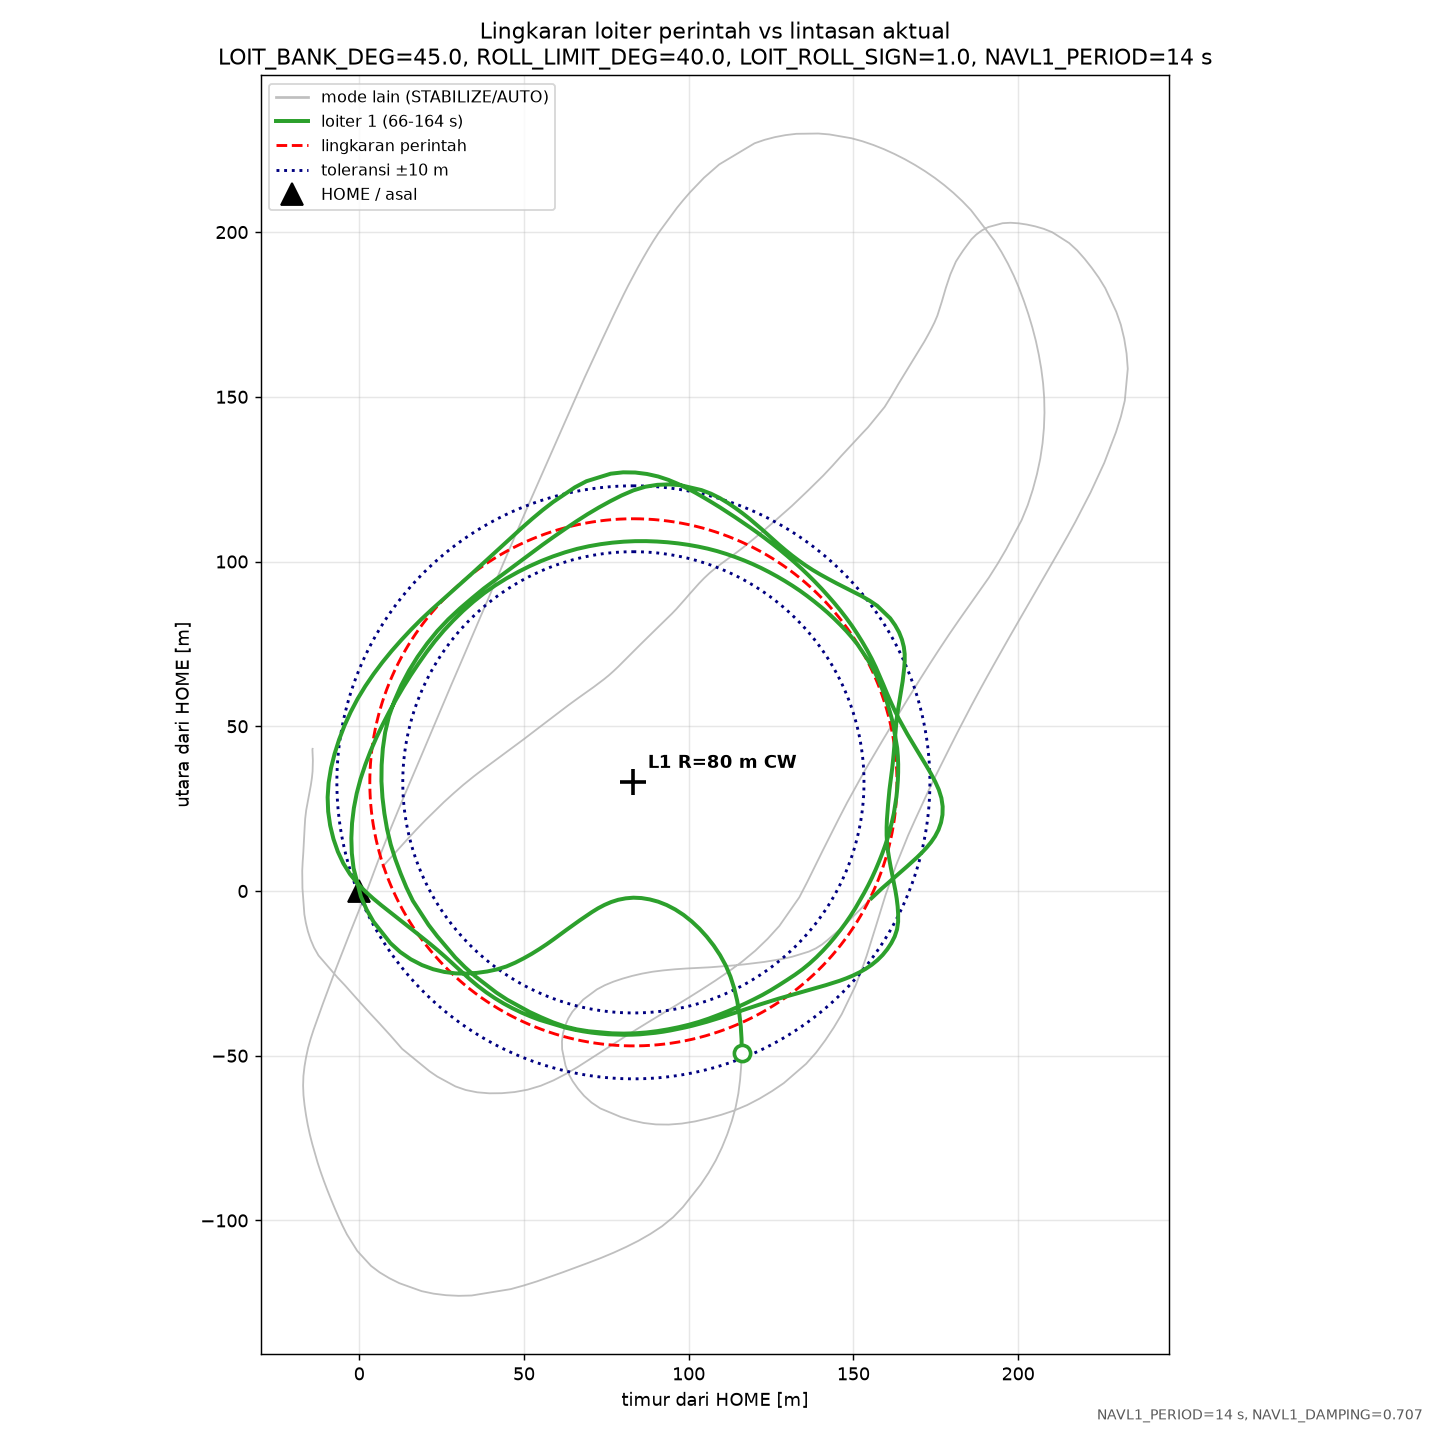 Lingkaran loiter perintah vs lintasan aktual
LOIT_BANK_DEG=45.0, ROLL_LIMIT_DEG=40.0, LOIT_ROLL_SIGN=1.0, NAVL1_PERIOD=14 s
mode lain (STABILIZE/AUTO)
loiter 1 (66-164 s)
lingkaran perintah
toleransi ±10 m
HOME / asal
200
150
100
50
0
−50
−100
utara dari HOME [m]
L1 R=80 m CW
0
50
100
150
200
timur dari HOME [m]
NAVL1_PERIOD=14 s, NAVL1_DAMPING=0.707